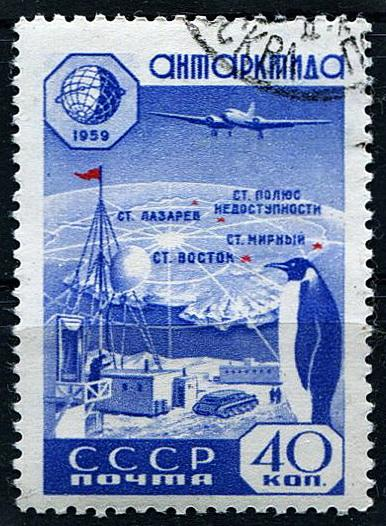 АНТАРКТИДА
1959
СТ. ПОЛЮС
НЕДОСТУПНОСТИ
СТ. ЛАЗАРЕВ
СТ. МИРНЫЙ
СТ. ВОСТОК
СССР
ПОЧТА
40
КОП.